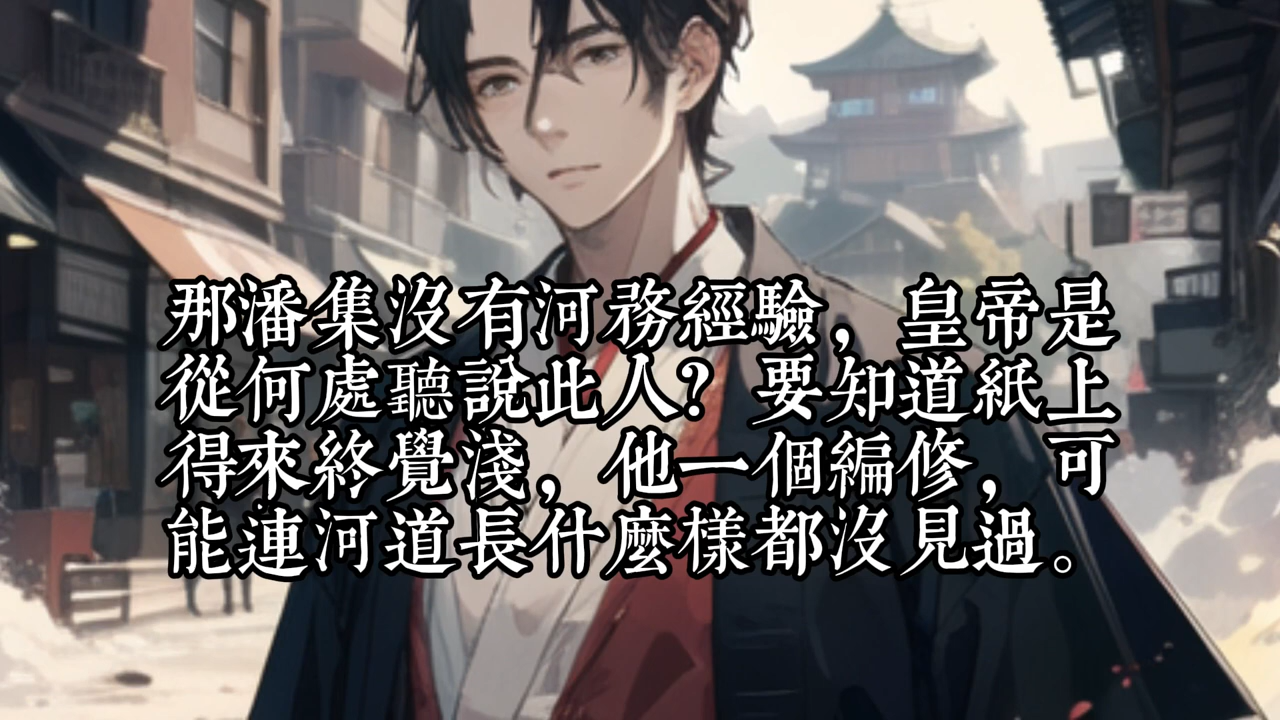 那潘集沒有河務經驗，皇帝是
從何處聽說此人？要知道紙上
得來終覺淺，他一個編修，可
能連河道長什麼樣都沒見過。